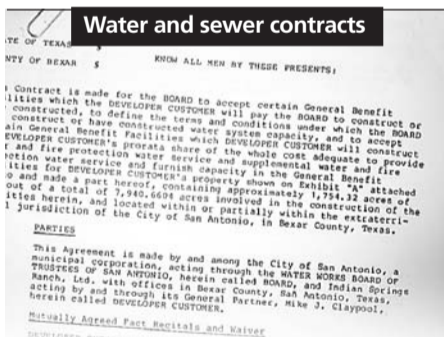 Water and sewer contracts
ATE OF TEXAS §
NTY OF BEXAR § KNOW ALL MEN BY THESE PRESENTS:
Contract is made for the BOARD to accept certain General Benefit
lities which the DEVELOPER CUSTOMER will pay the BOARD to construct or
constructed, to define the terms and conditions under which the BOARD
construct or have constructed water system capacity, and to accept
ain General Benefit Facilities which DEVELOPER CUSTOMER will construct
EVELOPER CUSTOMER's prorata share of the whole cost adequate to provide
r and fire protection water service and supplemental water and fire
ection water service and furnish capacity in the General Benefit
ities for DEVELOPER CUSTOMER's property shown on Exhibit "A" attached
o and made a part hereof, containing approximately 1,754.32 acres of
out of a total of 7,940.6601 acres involved in the construction of the
ities herein, and located within or partially within the extraterri-
l jurisdiction of the City of San Antonio, in Bexar County, Texas.
PARTIES
This Agreement is made by and among the City of San Antonio, a
municipal corporation, acting through the WATER WORKS BOARD OF
TRUSTEES OF SAN ANTONIO, herein called BOARD, and Indian Springs
Ranch, Ltd. with offices in Bexar County, San Antonio, Texas,
acting by and through its General Partner, Mike J. Claypool,
herein called DEVELOPER CUSTOMER.
Mutually Agreed Fact Recitals and Waiver